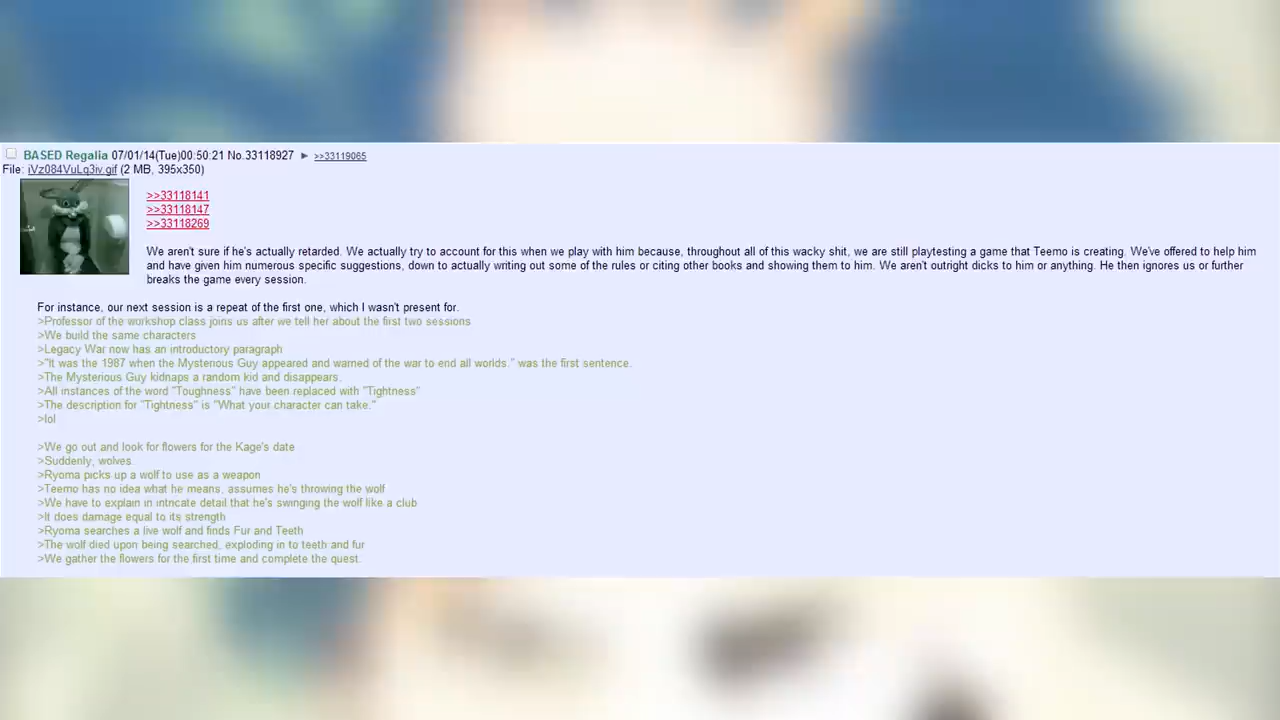 BASED Regalia 07/01/14(Tue)00:50:21 No.33118927 ► >>33119065
File: iVz084VuLq3iv.gif (2 MB, 395x350)
>>33118141
>>33118147
>>33118269
We aren't sure if he's actually retarded. We actually try to account for this when we play with him because, throughout all of this wacky shit, we are still playtesting a game that Teemo is creating. We've offered to help him
and have given him numerous specific suggestions, down to actually writing out some of the rules or citing other books and showing them to him. We aren't outright dicks to him or anything. He then ignores us or further
breaks the game every session.
For instance, our next session is a repeat of the first one, which I wasn't present for.
>Professor of the workshop class joins us after we tell her about the first two sessions
>We build the same characters
>Legacy War now has an introductory paragraph
>"It was the 1987 when the Mysterious Guy appeared and warned of the war to end all worlds." was the first sentence.
>The Mysterious Guy kidnaps a random kid and disappears.
>All instances of the word "Toughness" have been replaced with "Tightness"
>The description for "Tightness" is "What your character can take."
>lol
>We go out and look for flowers for the Kage's date
>Suddenly, wolves.
>Ryoma picks up a wolf to use as a weapon
>Teemo has no idea what he means, assumes he's throwing the wolf
>We have to explain in intricate detail that he's swinging the wolf like a club
>It does damage equal to its strength
>Ryoma searches a live wolf and finds Fur and Teeth
>The wolf died upon being searched, exploding in to teeth and fur
>We gather the flowers for the first time and complete the quest.